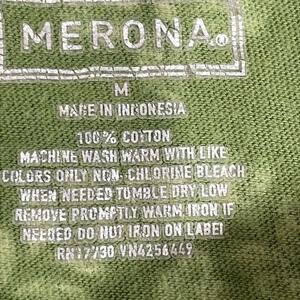 MERONA®
M
MADE IN INDONESIA
100% COTTON
MACHINE WASH WARM WITH LIKE
COLORS ONLY NON-CHLORINE BLEACH
WHEN NEEDED TUMBLE DRY LOW
REMOVE PROMPTLY WARM IRON IF
NEEDED DO NOT IRON ON LABEL
RN17730 VN4256449